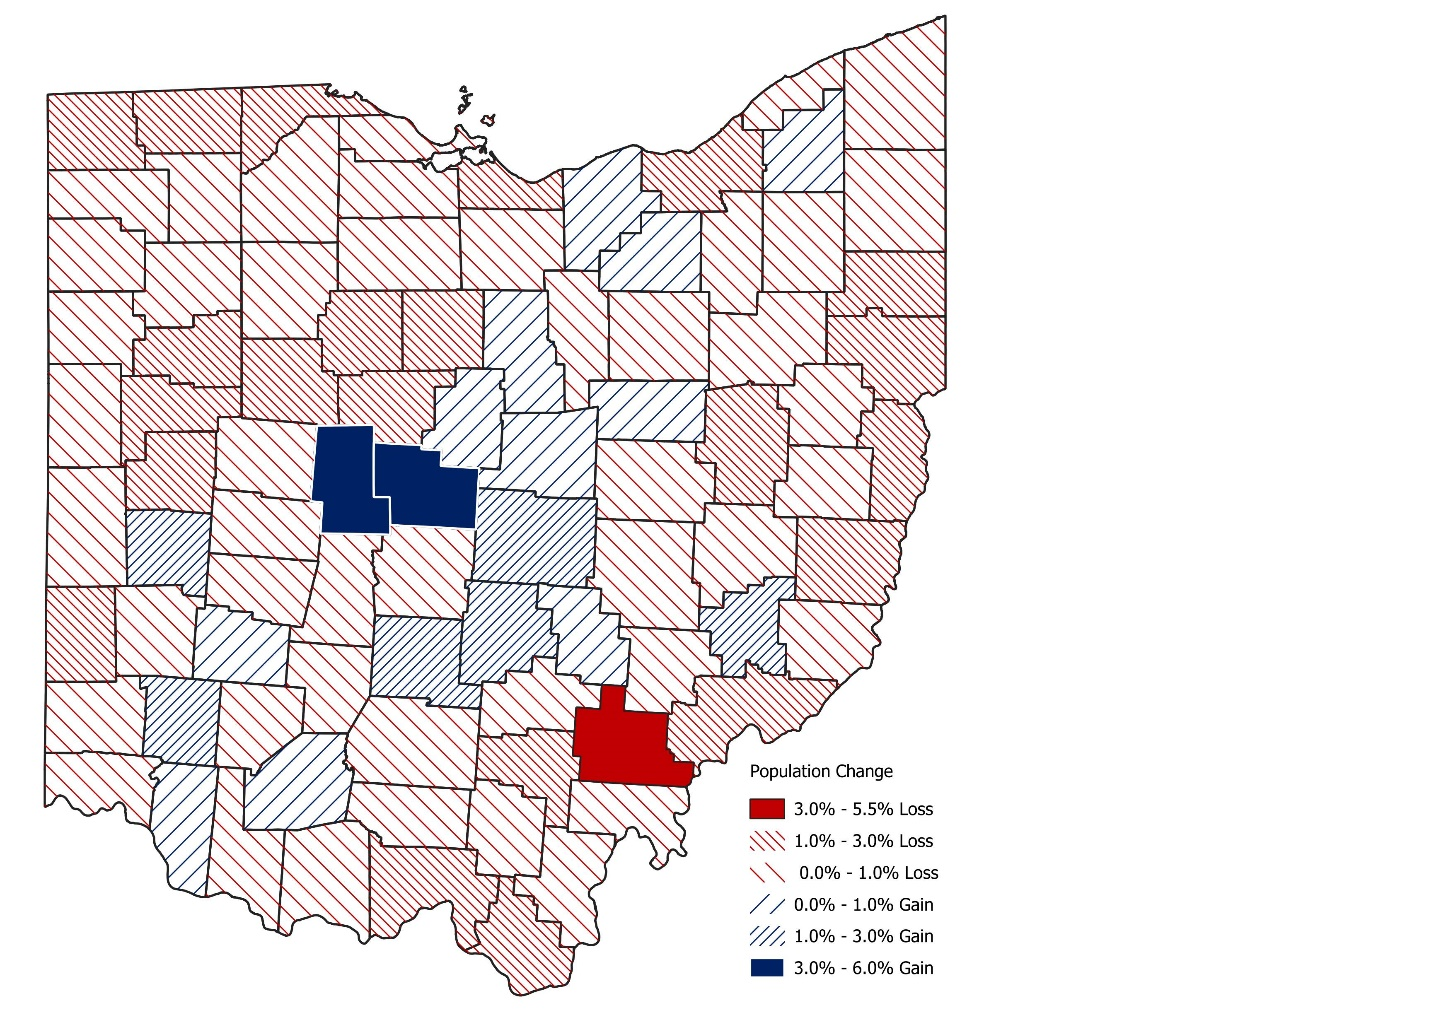 Population Change
3.0% - 5.5% Loss
1.0% - 3.0% Loss
0.0% - 1.0% Loss
0.0% - 1.0% Gain
1.0% - 3.0% Gain
3.0% - 6.0% Gain